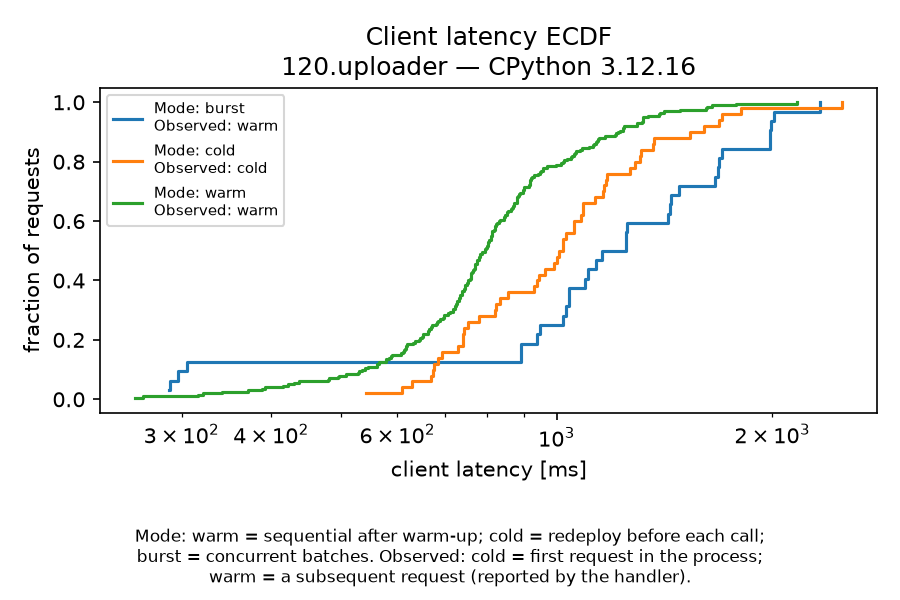 Client latency ECDF
120.uploader — CPython 3.12.16
fraction of requests
1.0
0.8
0.6
0.4
0.2
0.0
Mode: burst
Observed: warm
Mode: cold
Observed: cold
Mode: warm
Observed: warm
3 × 10² 4 × 10² 6 × 10² 10³ 2 × 10³
client latency [ms]
Mode: warm = sequential after warm-up; cold = redeploy before each call;
burst = concurrent batches. Observed: cold = first request in the process;
warm = a subsequent request (reported by the handler).